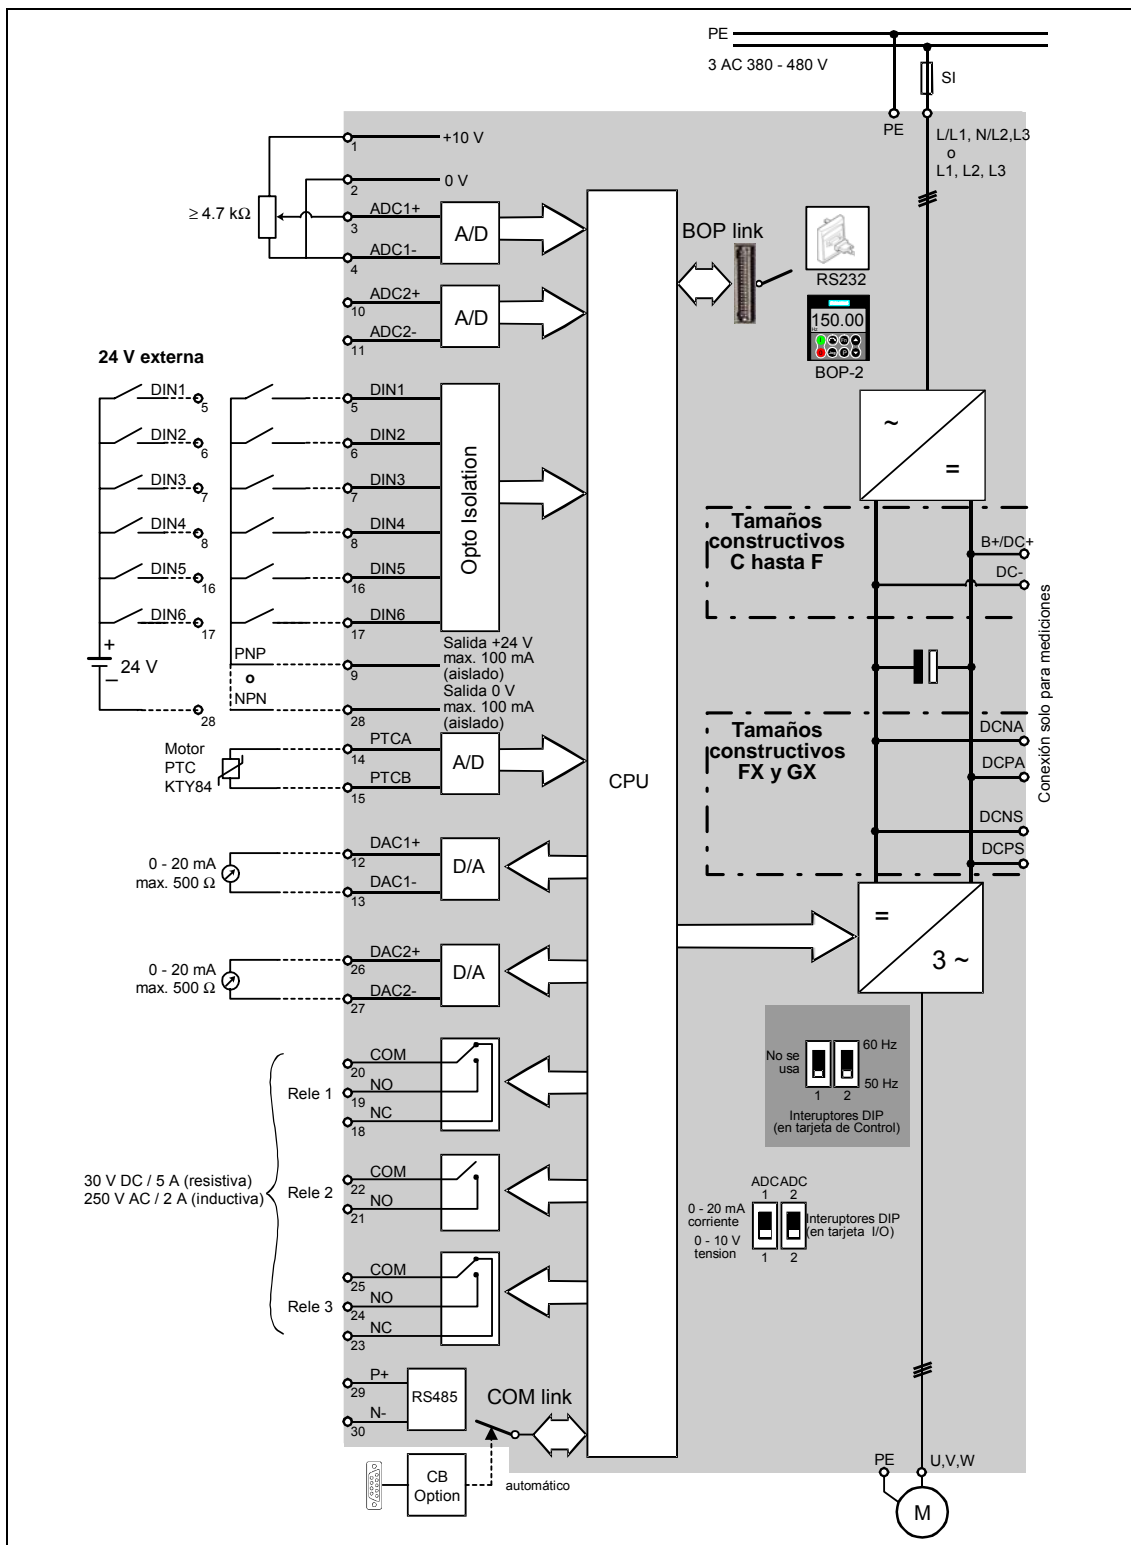 PE
3 AC 380 - 480 V
SI
PE
L/L1, N/L2,L3
o
L1, L2, L3
1
+10 V
2
0 V
≥ 4.7 kΩ
ADC1+
3
ADC1-
4
A/D
ADC2+
10
ADC2-
11
A/D
BOP link
RS232
150.00
Hz
BOP-2
24 V externa
DIN1
5
DIN2
6
DIN3
7
DIN4
8
DIN5
16
DIN6
17
+
24 V
–
28
DIN1
5
DIN2
6
DIN3
7
DIN4
8
DIN5
16
DIN6
17
Opto Isolation
PNP
o
NPN
9
Salida +24 V
max. 100 mA
(aislado)
28
Salida 0 V
max. 100 mA
(aislado)
Motor
PTC
KTY84
PTCA
14
PTCB
15
A/D
CPU
~
=
Tamaños
constructivos
C hasta F
B+/DC+
DC-
Tamaños
constructivos
FX y GX
DCNA
DCPA
DCNS
DCPS
Conexión solo para mediciones
=
3 ~
0 - 20 mA
max. 500 Ω
DAC1+
12
DAC1-
13
D/A
0 - 20 mA
max. 500 Ω
DAC2+
26
DAC2-
27
D/A
30 V DC / 5 A (resistiva)
250 V AC / 2 A (inductiva)
Rele 1
COM
20
NO
19
NC
18
Rele 2
COM
22
NO
21
Rele 3
COM
25
NO
24
NC
23
No se
usa
60 Hz
50 Hz
1 2
Interuptores DIP
(en tarjeta de Control)
ADC ADC
1 2
0 - 20 mA
corriente
0 - 10 V
tension
1 2
Interuptores DIP
(en tarjeta I/O)
P+
29
N-
30
RS485
COM link
CB
Option
automático
PE
U,V,W
M